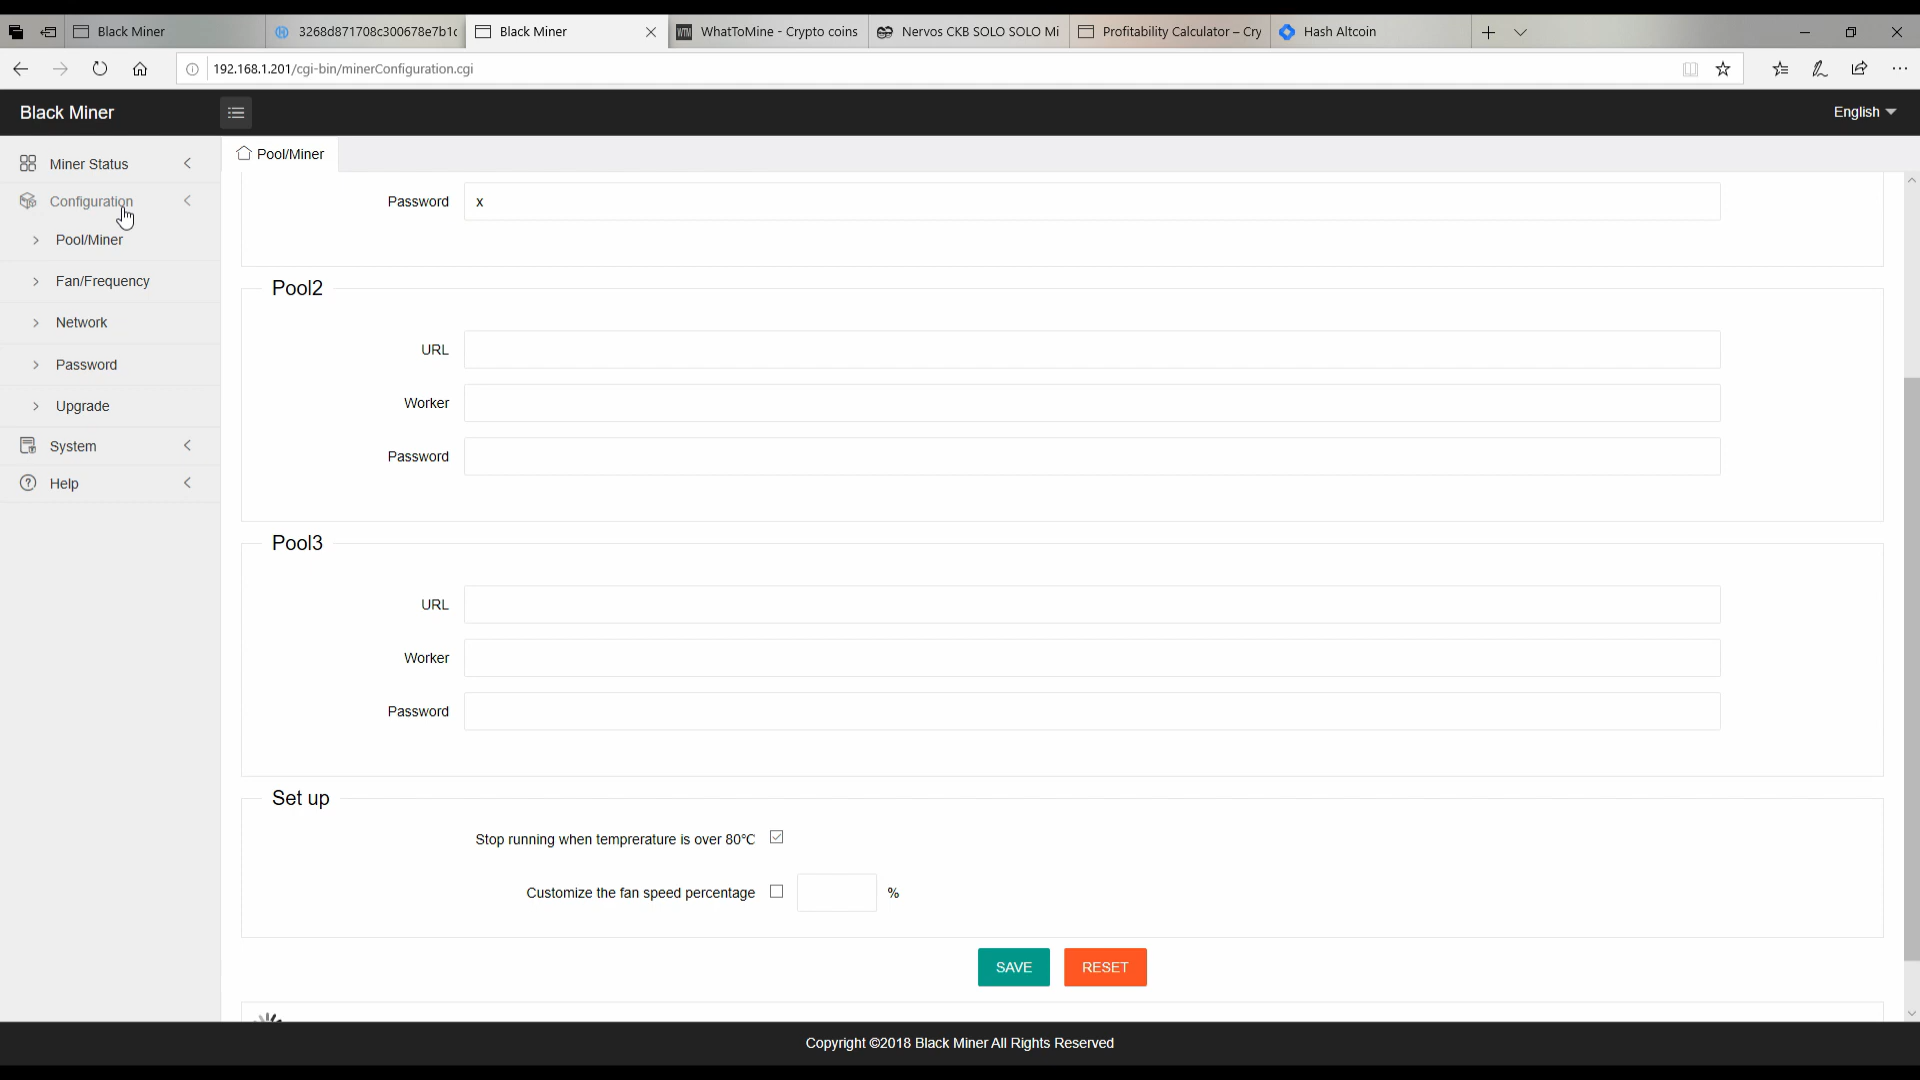 Black Miner
3268d871708c300678e7b1c
Black Miner
WhatToMine - Crypto coins
Nervos CKB SOLO SOLO Mi
Profitability Calculator – Cry
Hash Altcoin
192.168.1.201/cgi-bin/minerConfiguration.cgi
Black Miner
English
Miner Status
Configuration
Pool/Miner
Fan/Frequency
Network
Password
Upgrade
System
Help
Pool/Miner
Password x
Pool2
URL
Worker
Password
Pool3
URL
Worker
Password
Set up
Stop running when temprerature is over 80℃
Customize the fan speed percentage %
SAVE RESET
Copyright ©2018 Black Miner All Rights Reserved